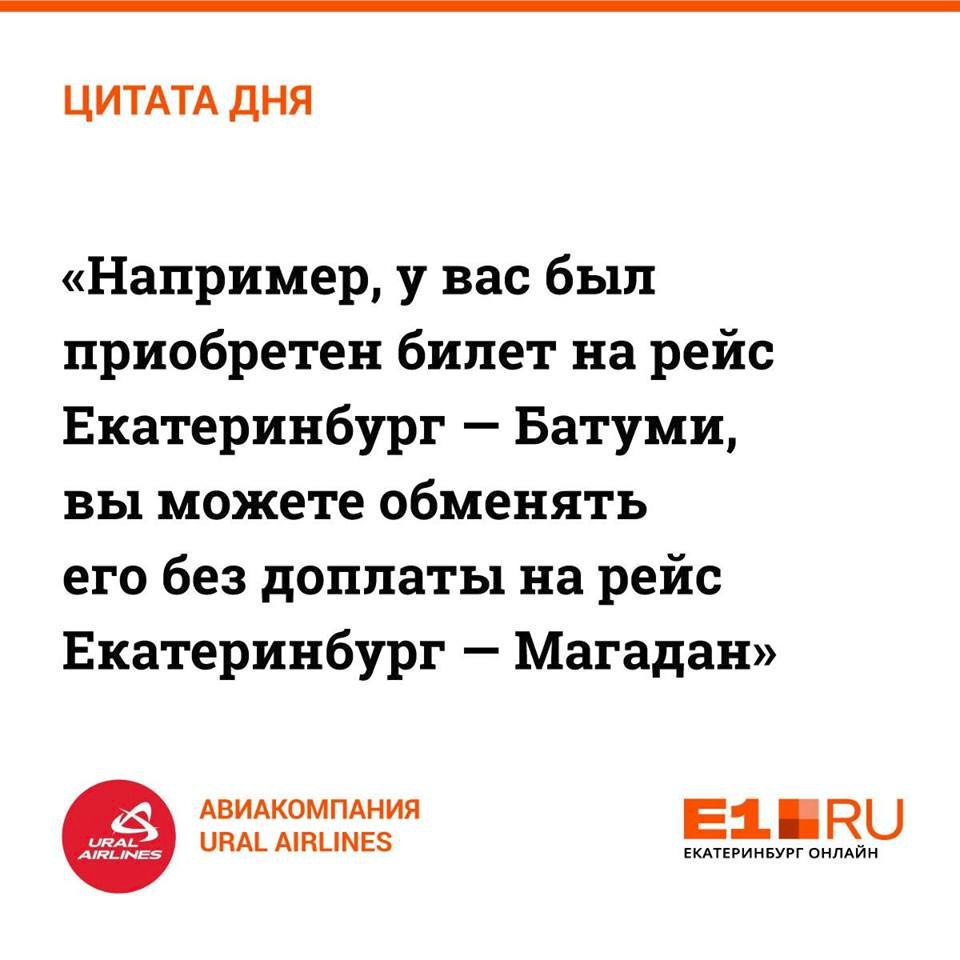 ЦИТАТА ДНЯ
«Например, у вас был
приобретен билет на рейс
Екатеринбург — Батуми,
вы можете обменять
его без доплаты на рейс
Екатеринбург — Магадан»
URAL
AIRLINES
АВИАКОМПАНИЯ
URAL AIRLINES
E1.RU
ЕКАТЕРИНБУРГ ОНЛАЙН